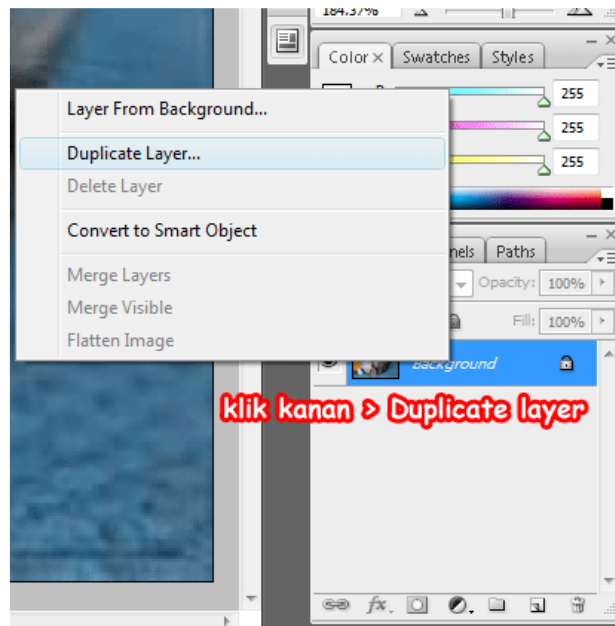 184.37%
Color × Swatches Styles
255
255
255
Layer From Background...
Duplicate Layer...
Delete Layer
Convert to Smart Object
Merge Layers
Merge Visible
Flatten Image
Paths
Opacity: 100%
Fill: 100%
Background
klik kanan > Duplicate layer
fx.